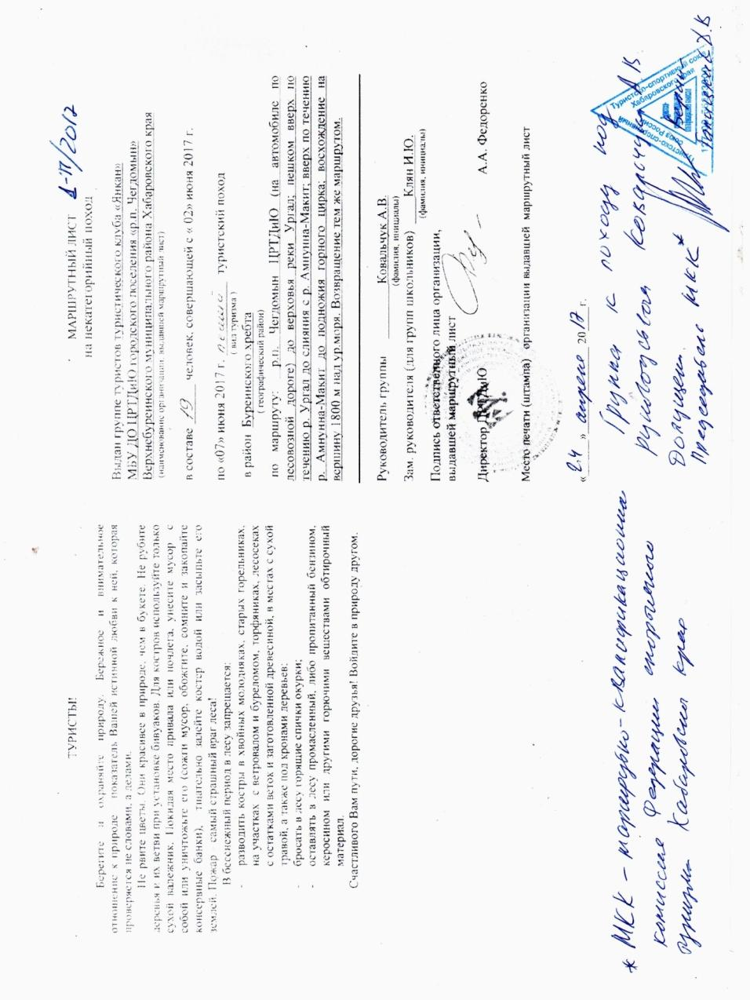 ТУРИСТЫ!
Берегите и охраняйте природу. Бережное и внимательное
отношение к природе показатель Вашей истинной любви к ней, которая
проверяется не словами, а делами.
Не рвите цветы. Они красивее в природе, чем в букете. Не рубите
деревья и их ветви при установке бивуаков. Для костров используйте только
сухой валежник. Покидая место привала или ночлега, унесите мусор с
собой или уничтожьте его (сожги мусор, обожгите, сомните и закопайте
консервные банки), тщательно залейте костер водой или засыпьте его
землей. Пожар - самый страшный враг леса!
В бесснежный период в лесу запрещается:
- разводить костры в хвойных молодняках, старых горельниках,
на участках с ветровалом и буреломом, торфяниках, лесосеках
с остатками веток и заготовленной древесиной, в местах с сухой
травой, а также под кронами деревьев;
- бросать в лесу горящие спички окурки;
- оставлять в лесу промасленный, либо пропитанный бензином,
керосином или другими горючими веществами обтирочный
материал.
Счастливого Вам пути, дорогие друзья! Войдите в природу другом.
* МКК – маршрутно-квалификационная
комиссия Федерации спортивного
туризма Хабаровского края
МАРШРУТНЫЙ ЛИСТ 1-П/2017
на некатегорийный поход
Выдан группе туристов туристического клуба «Янкан»
МБУ ДО ЦРТДиЮ городского поселения «р.п. Чегдомын»
Верхнебуреинского муниципального района Хабаровского края
(наименование организации, выдавшей маршрутный лист)
в составе 19 человек, совершающей с « 02» июня 2017 г.
по «07» июня 2017 г. пеший туристский поход
( вид туризма )
в район Буреинского хребта
( географический район)
по маршруту: р.п. Чегдомын ЦРТДиЮ (на автомобиле по
лесовозной дороге) до верховья реки Ургал; пешком вверх по
течению р. Ургал до слияния с р. Амнунна-Макит; вверх по течению
р. Амнунна-Макит до подножия горного цирка; восхождение на
вершину 1800 м над ур.моря. Возвращение тем же маршрутом.
Руководитель группы Ковальчук А.В.
(фамилия, инициалы)
Зам. руководителя (для групп школьников) Клян И.Ю.
(фамилия, инициалы)
Подпись ответственного лица организации,
выдавшей маршрутный лист
Директор ЦРТДиЮ А.А. Федоренко
Место печати (штампа) организации выдавшей маршрутный лист
« 24 » апреля 2017 г.
Группа к походу под
руководством Ковальчука А В
допущена
Председатель МКК*
Туристско-спортивный союз
Хабаровского края
Туристско-спортивный
союз России